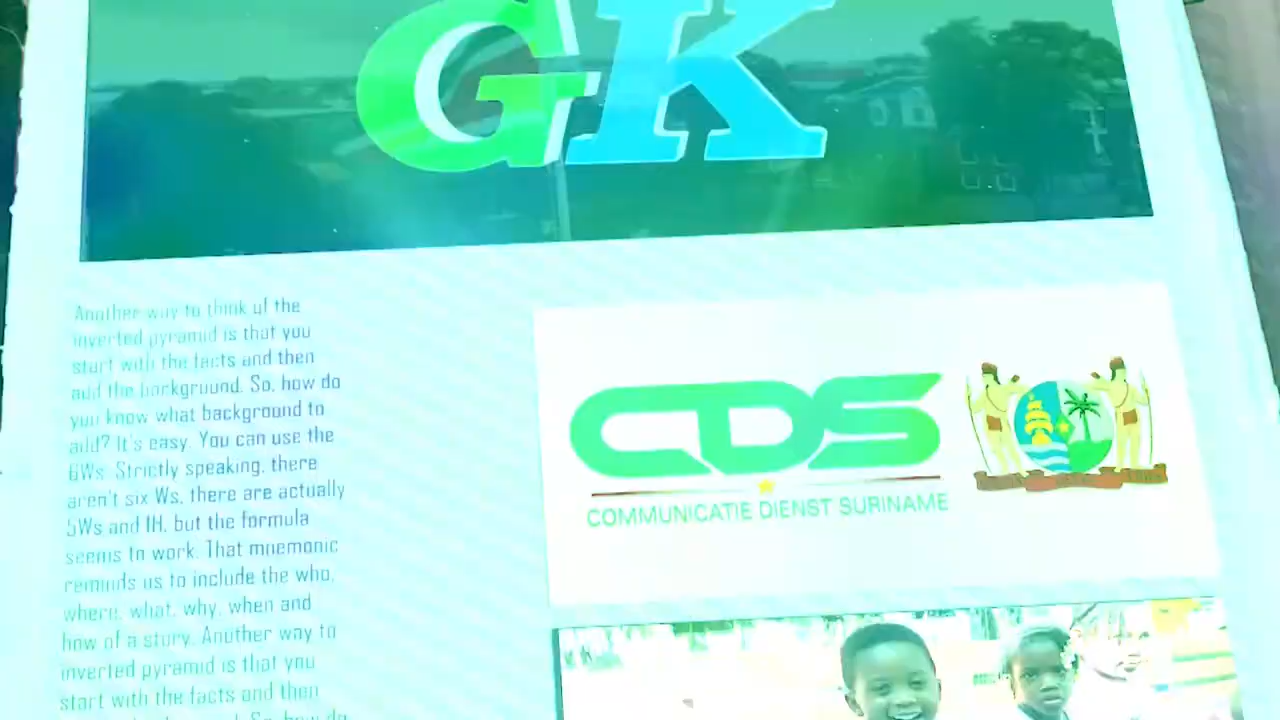 GK
Another way to think of the
inverted pyramid is that you
start with the facts and then
add the background. So, how do
you know what background to
add? It's easy. You can use the
6Ws. Strictly speaking, there
aren't six Ws, there are actually
5Ws and 1H, but the formula
seems to work. That mnemonic
reminds us to include the who,
where, what, why, when and
how of a story. Another way to
inverted pyramid is that you
start with the facts and then
CDS
COMMUNICATIE DIENST SURINAME